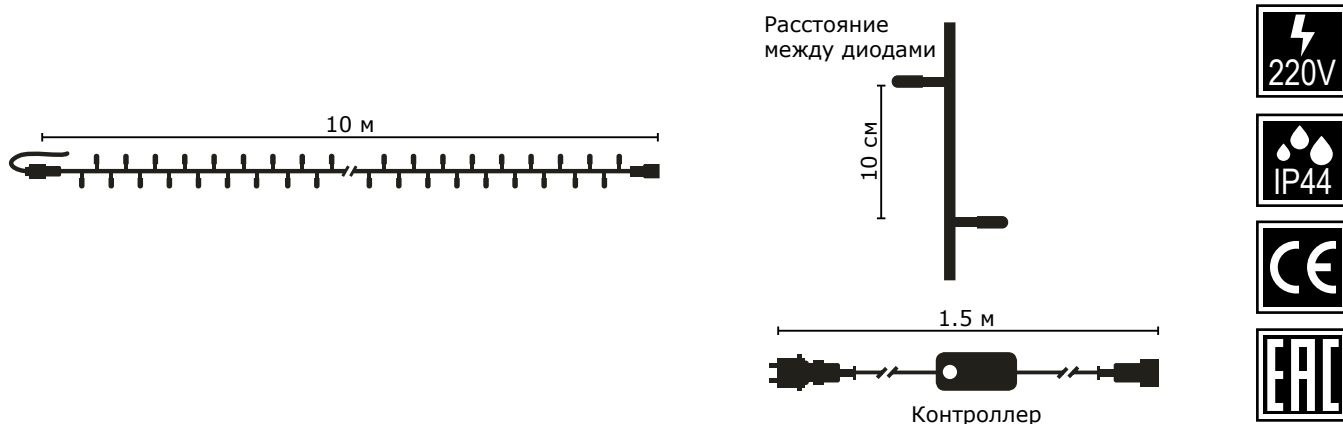 Расстояние
между диодами
220V
10 м
10 см
IP44
CE
1.5 м
Контроллер
EAC